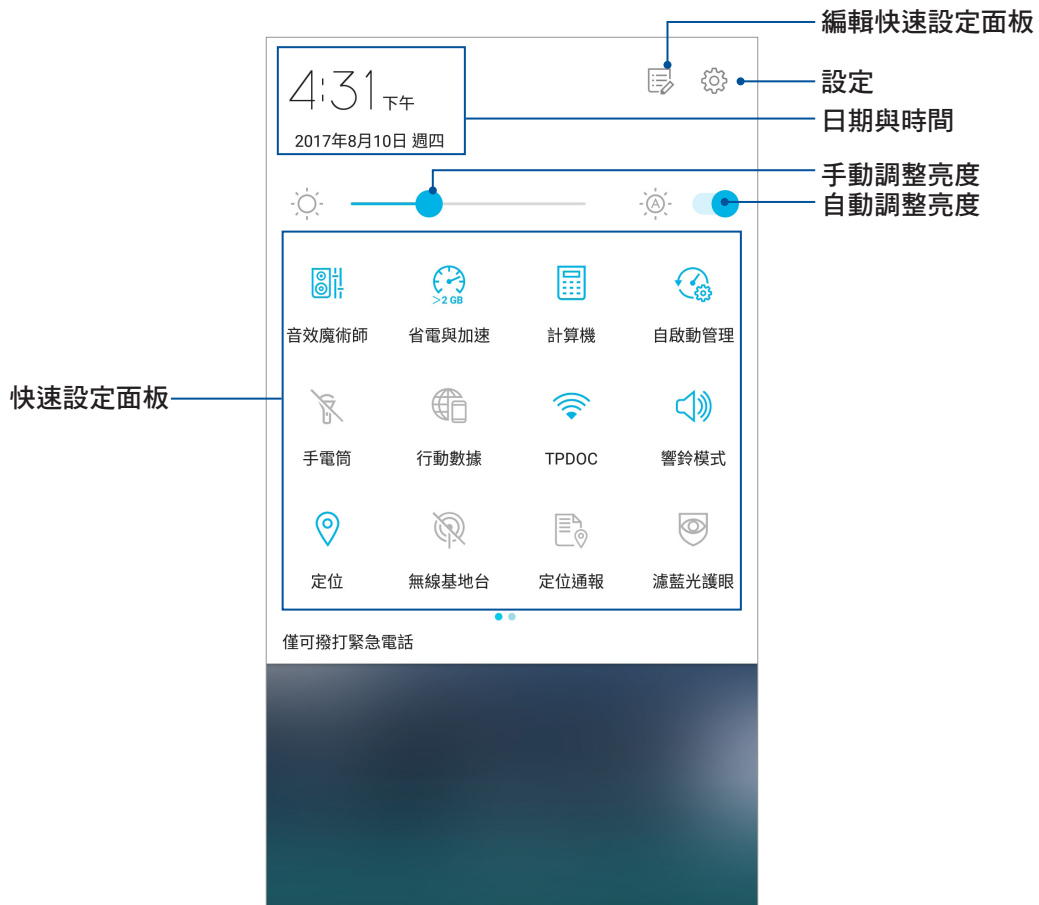 編輯快速設定面板
設定
日期與時間
4:31 下午
2017年8月10日 週四
手動調整亮度
自動調整亮度
A
>2 GB
音效魔術師 省電與加速 計算機 自啟動管理
快速設定面板
手電筒 行動數據 TPDOC 響鈴模式
定位 無線基地台 定位通報 濾藍光護眼
僅可撥打緊急電話